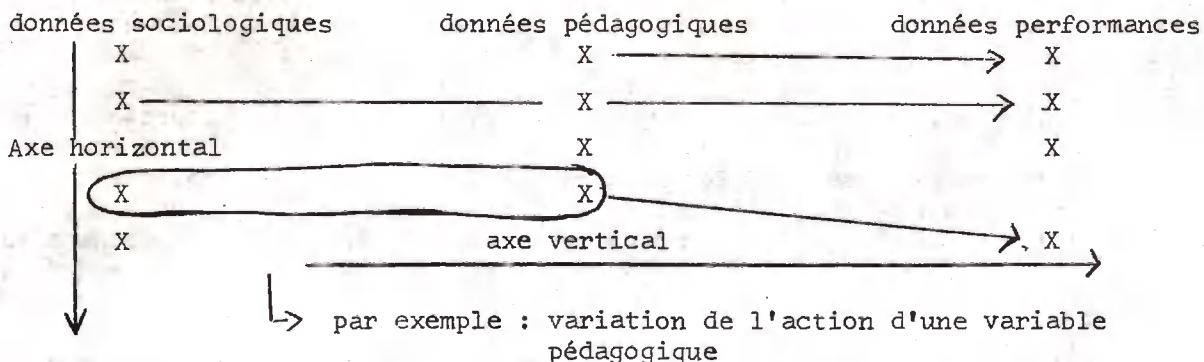 données sociologiques données pédagogiques données performances
X X X
X X X
Axe horizontal X X
X X
X axe vertical X
par exemple : variation de l'action d'une variable
pédagogique